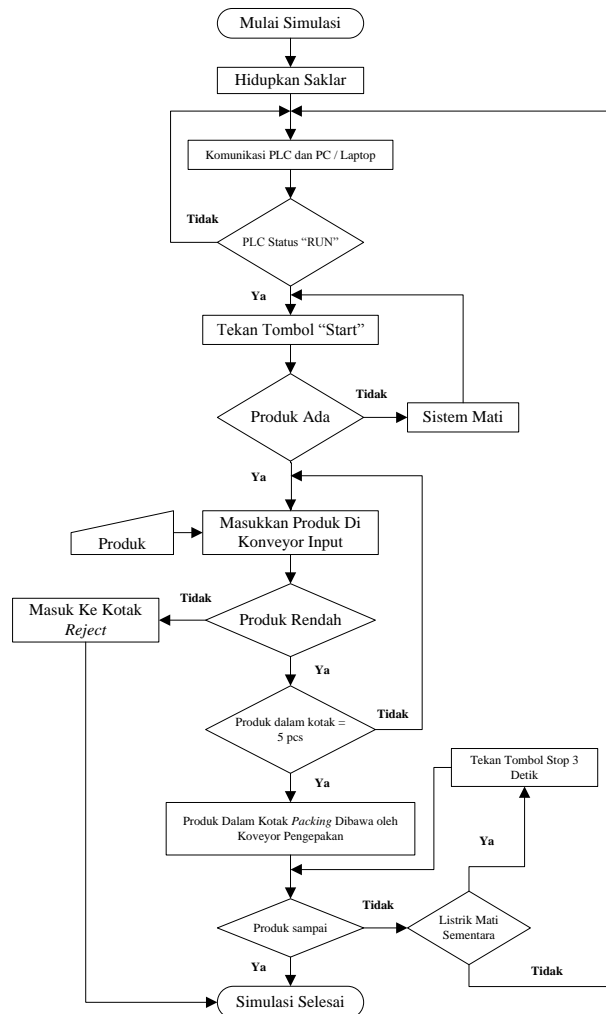 Mulai Simulasi
Hidupkan Saklar
Komunikasi PLC dan PC / Laptop
Tidak
PLC Status “RUN”
Ya
Tekan Tombol “Start”
Tidak
Produk Ada
Sistem Mati
Ya
Masukkan Produk Di
Konveyor Input
Produk
Masuk Ke Kotak
Reject
Tidak
Produk Rendah
Ya
Produk dalam kotak =
5 pcs
Tidak
Ya
Tekan Tombol Stop 3
Detik
Produk Dalam Kotak Packing Dibawa oleh
Koveyor Pengepakan
Ya
Produk sampai
Tidak
Listrik Mati
Sementara
Ya
Tidak
Simulasi Selesai